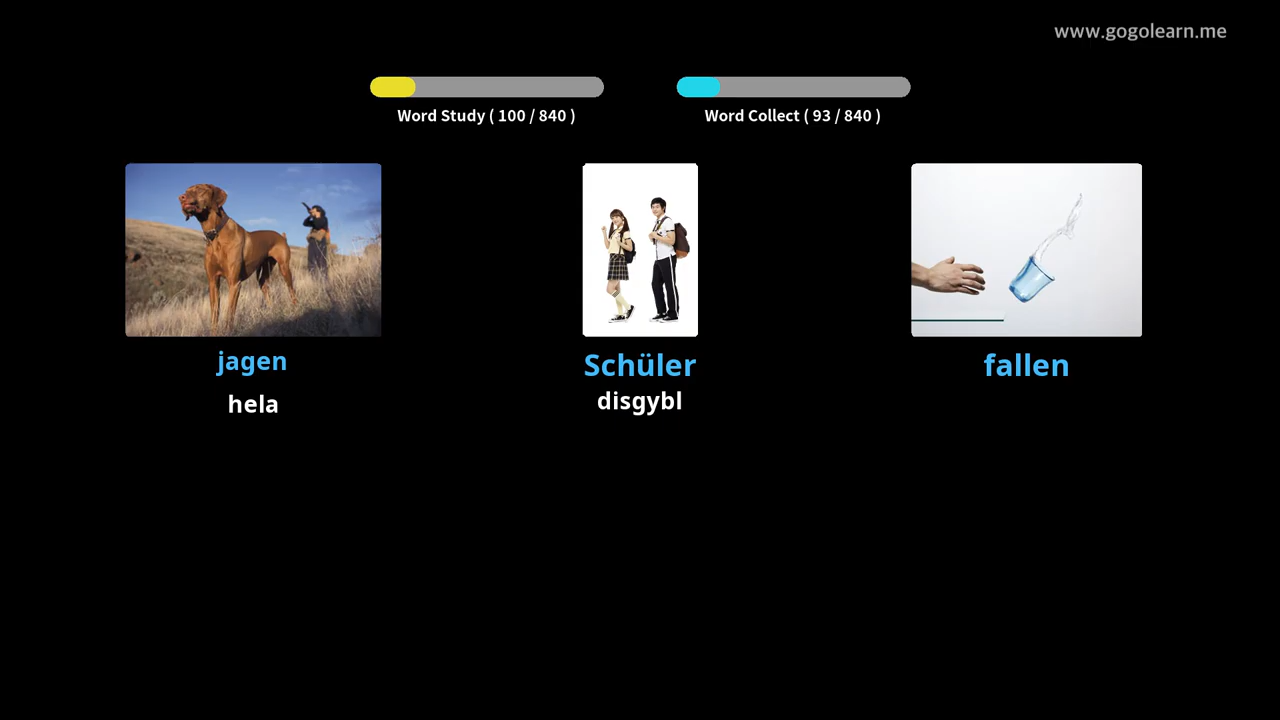 www.gogolearn.me
Word Study ( 100 / 840 )
Word Collect ( 93 / 840 )
jagen
hela
Schüler
disgybl
fallen